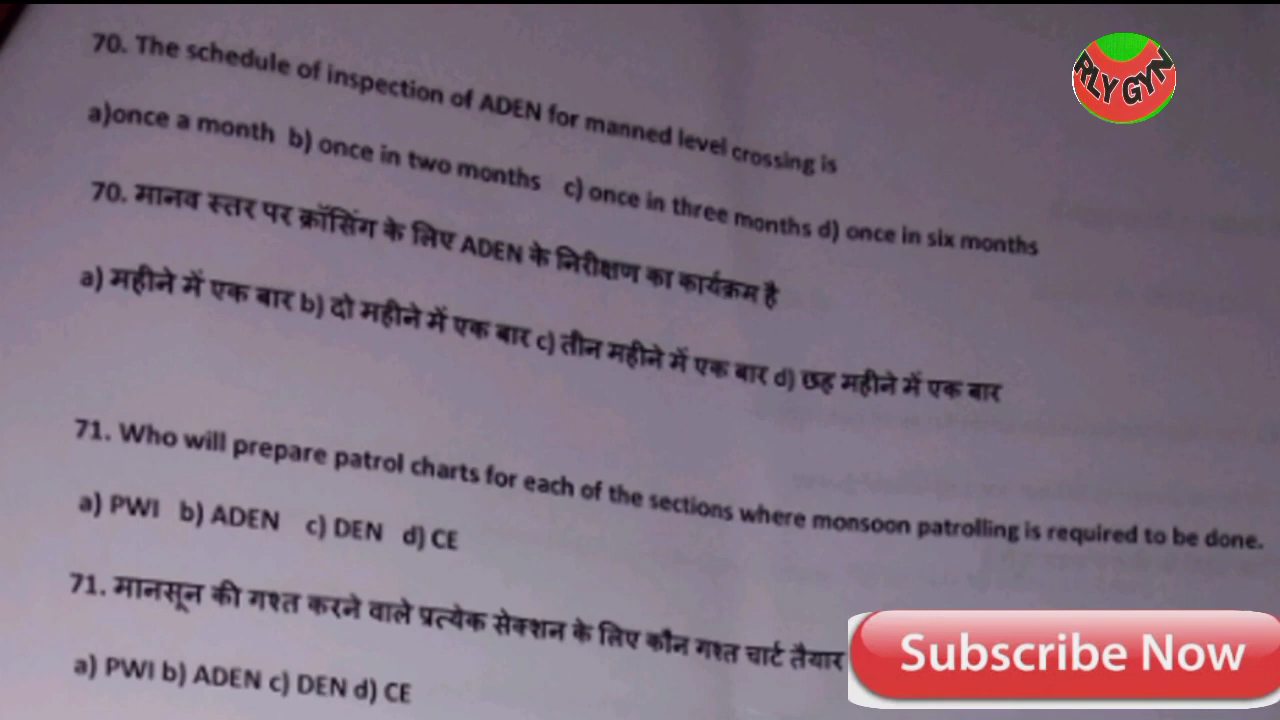 70. The schedule of inspection of ADEN for manned level crossing is
a)once a month b) once in two months c) once in three months d) once in six months
70. मानव स्तर पर क्रॉसिंग के लिए ADEN के निरीक्षण का कार्यक्रम है
a) महीने में एक बार b) दो महीने में एक बार c) तीन महीने में एक बार d) छह महीने में एक बार
71. Who will prepare patrol charts for each of the sections where monsoon patrolling is required to be done.
a) PWI b) ADEN c) DEN d) CE
71. मानसून की गश्त करने वाले प्रत्येक सेक्शन के लिए कौन गश्त चार्ट तैयार
a) PWI b) ADEN c) DEN d) CE
RLY GYN
Subscribe Now